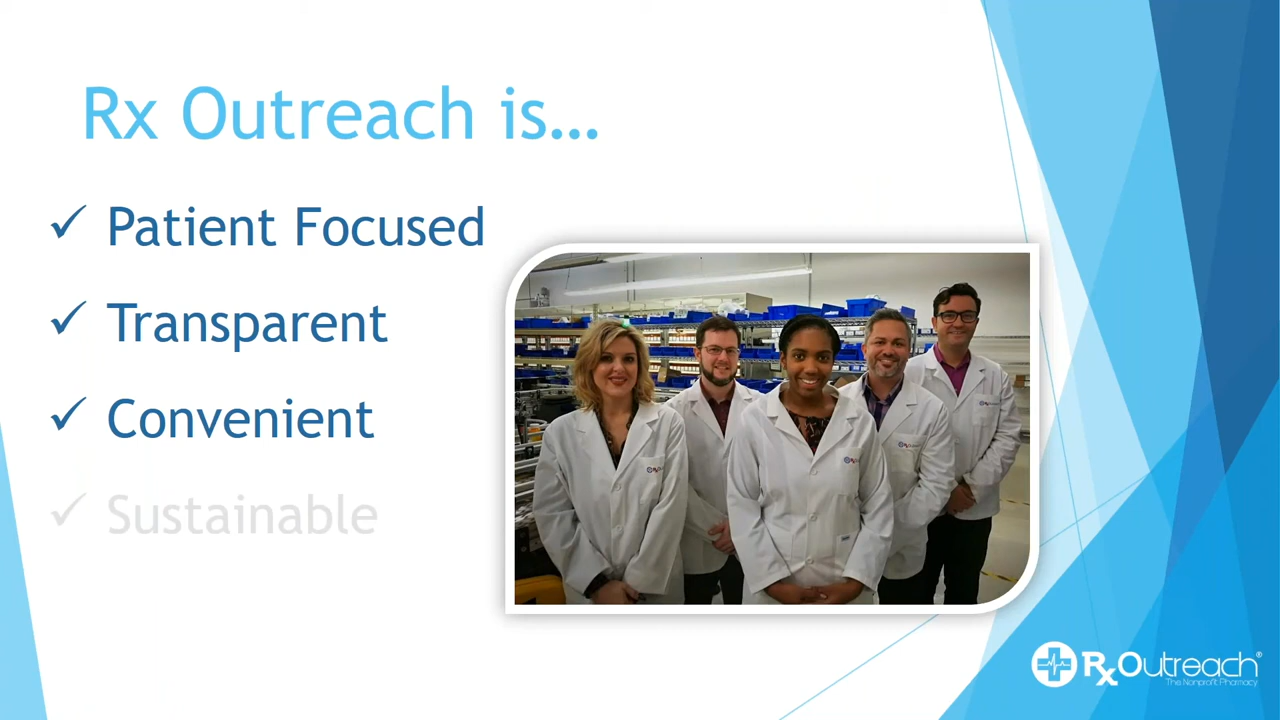 Rx Outreach is…
✓ Patient Focused
✓ Transparent
✓ Convenient
✓ Sustainable
RxOutreach®
The Nonprofit Pharmacy